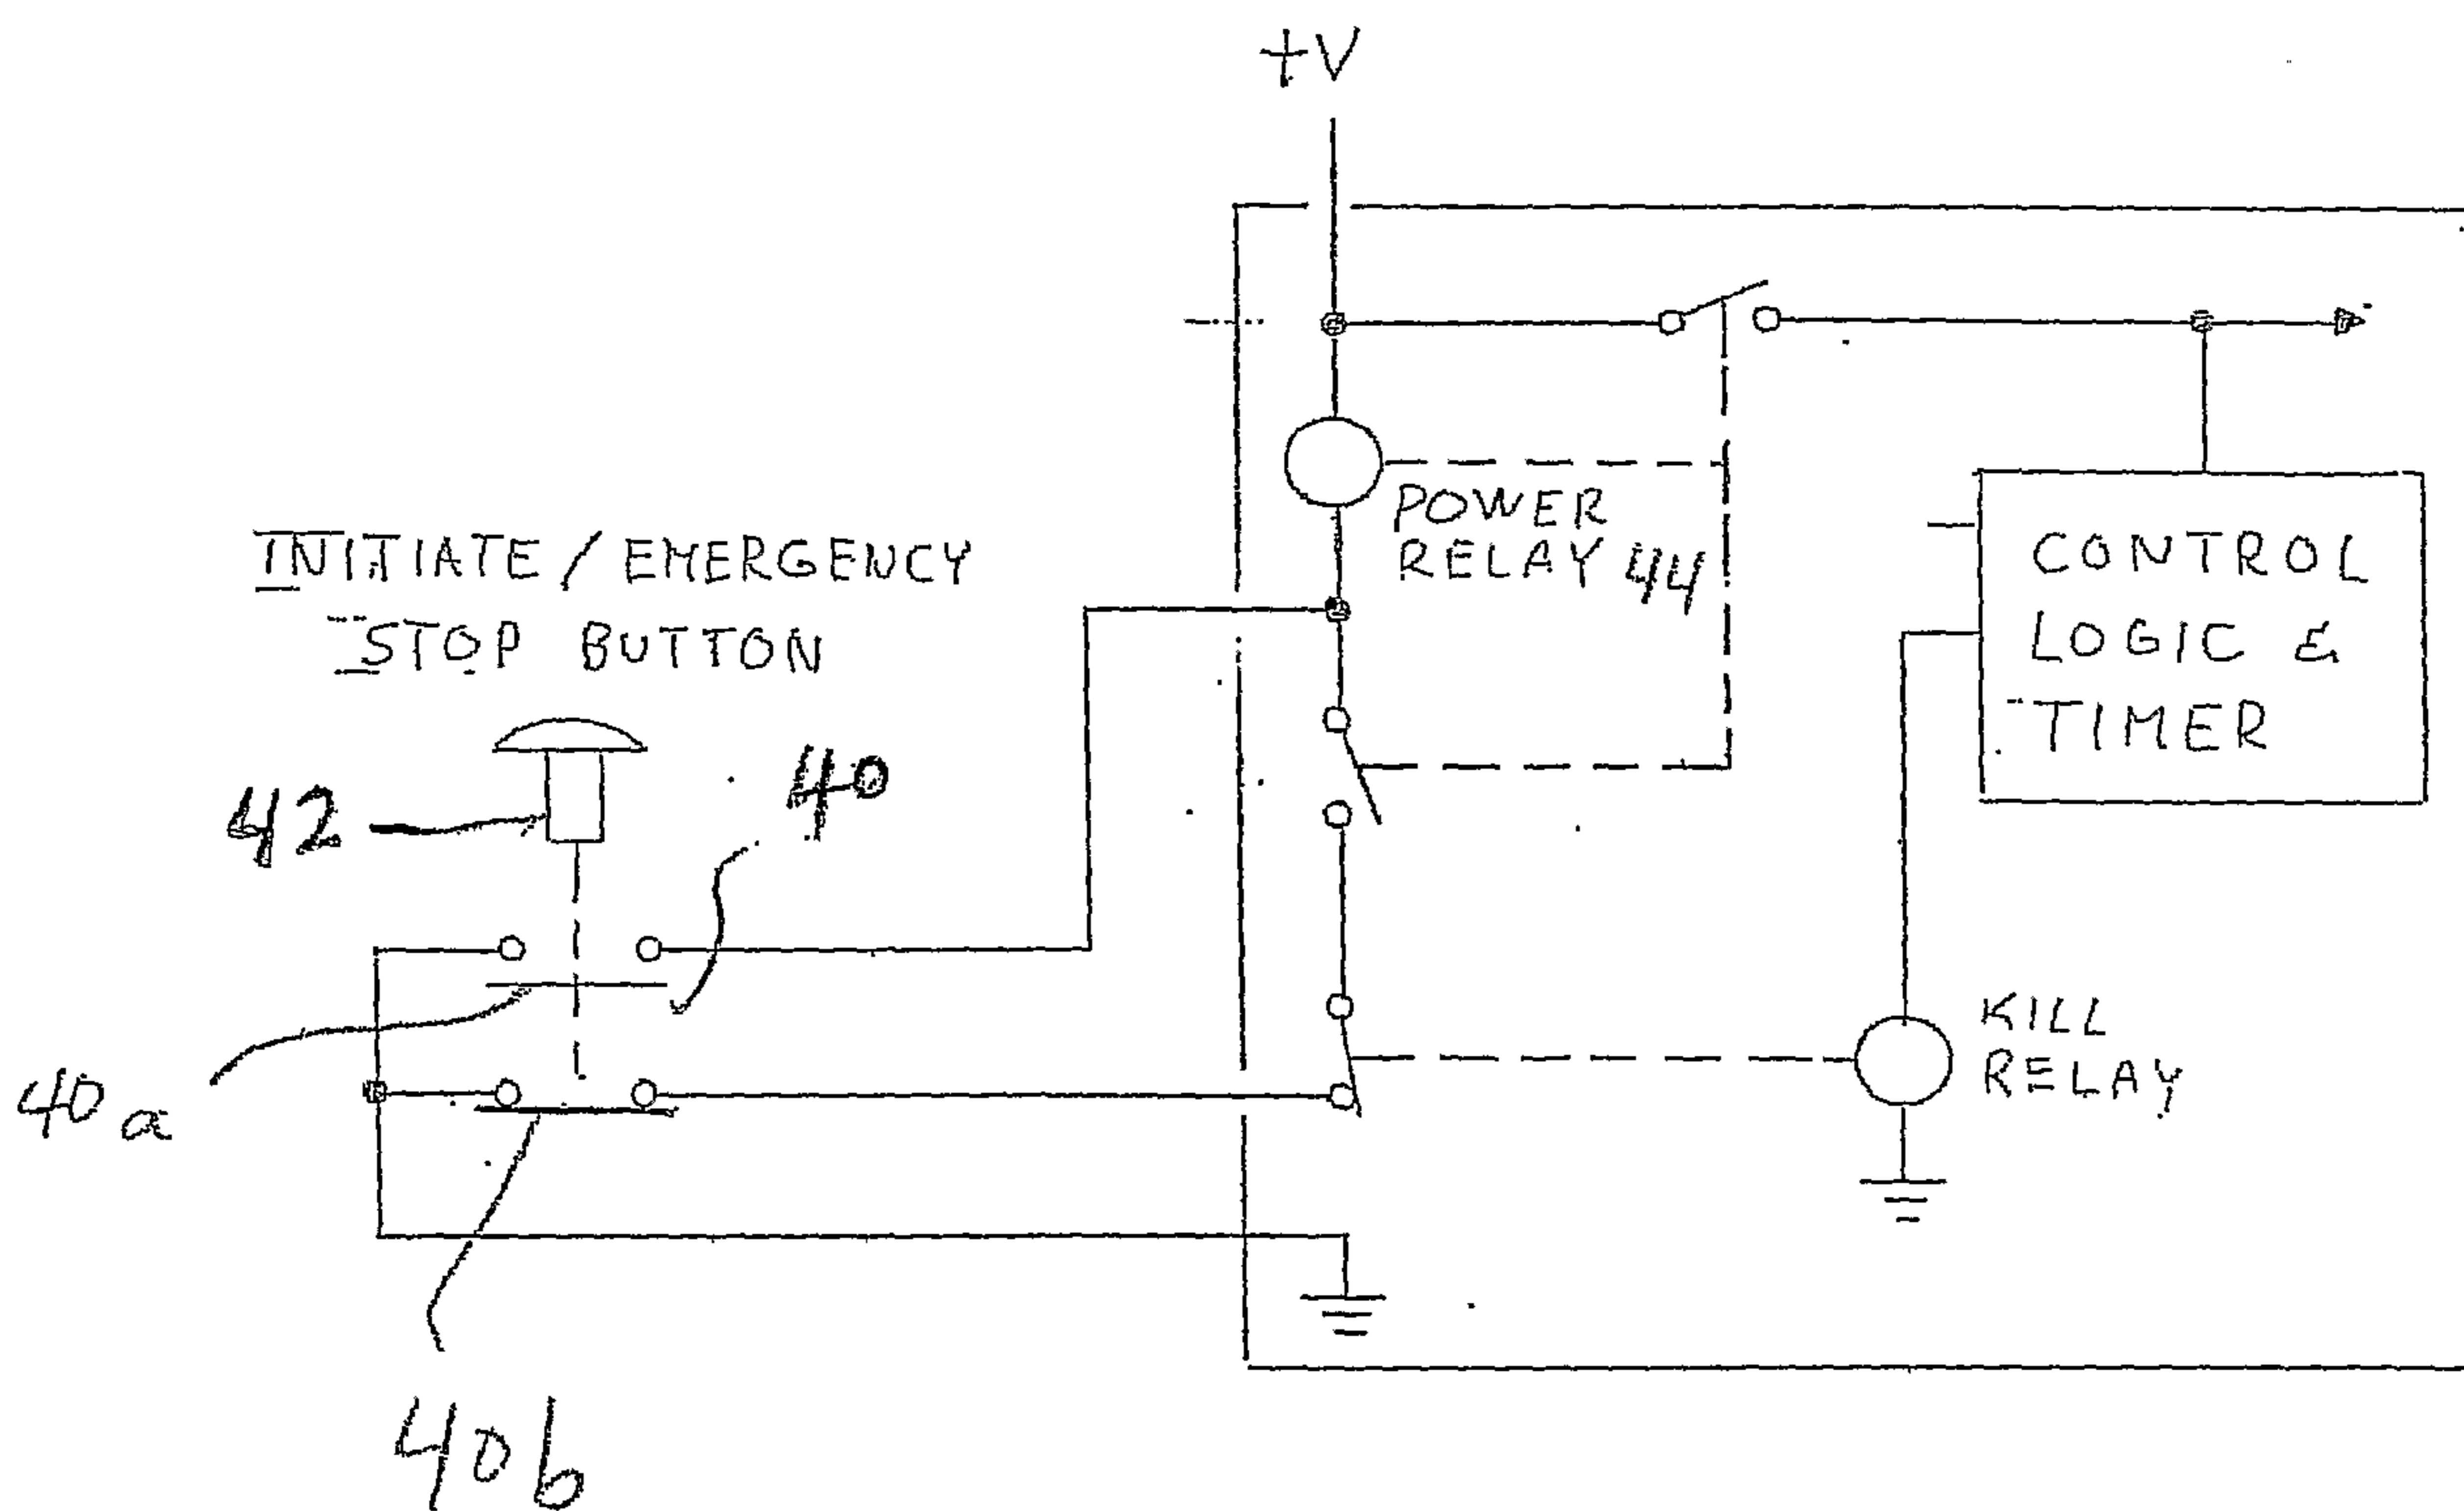 +V
INITIATE / EMERGENCY
STOP BUTTON
POWER
RELAY 44
CONTROL
LOGIC &
TIMER
42
40
40a
KILL
RELAY
40b